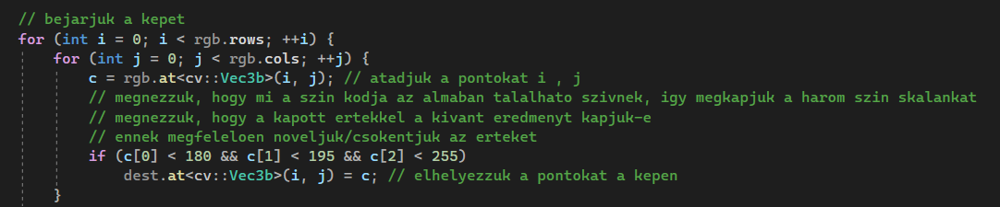 // bejarjuk a kepet
for (int i = 0; i < rgb.rows; ++i) {
    for (int j = 0; j < rgb.cols; ++j) {
        c = rgb.at<cv::Vec3b>(i, j); // atadjuk a pontokat i , j
        // megnezzuk, hogy mi a szin kodja az almaban talalhato szivnek, igy megkapjuk a harom szin skalankat
        // megnezzuk, hogy a kapott ertekkel a kivant eredmenyt kapjuk-e
        // ennek megfeleloen noveljuk/csokentjuk az erteket
        if (c[0] < 180 && c[1] < 195 && c[2] < 255)
            dest.at<cv::Vec3b>(i, j) = c; // elhelyezzuk a pontokat a kepen
    }